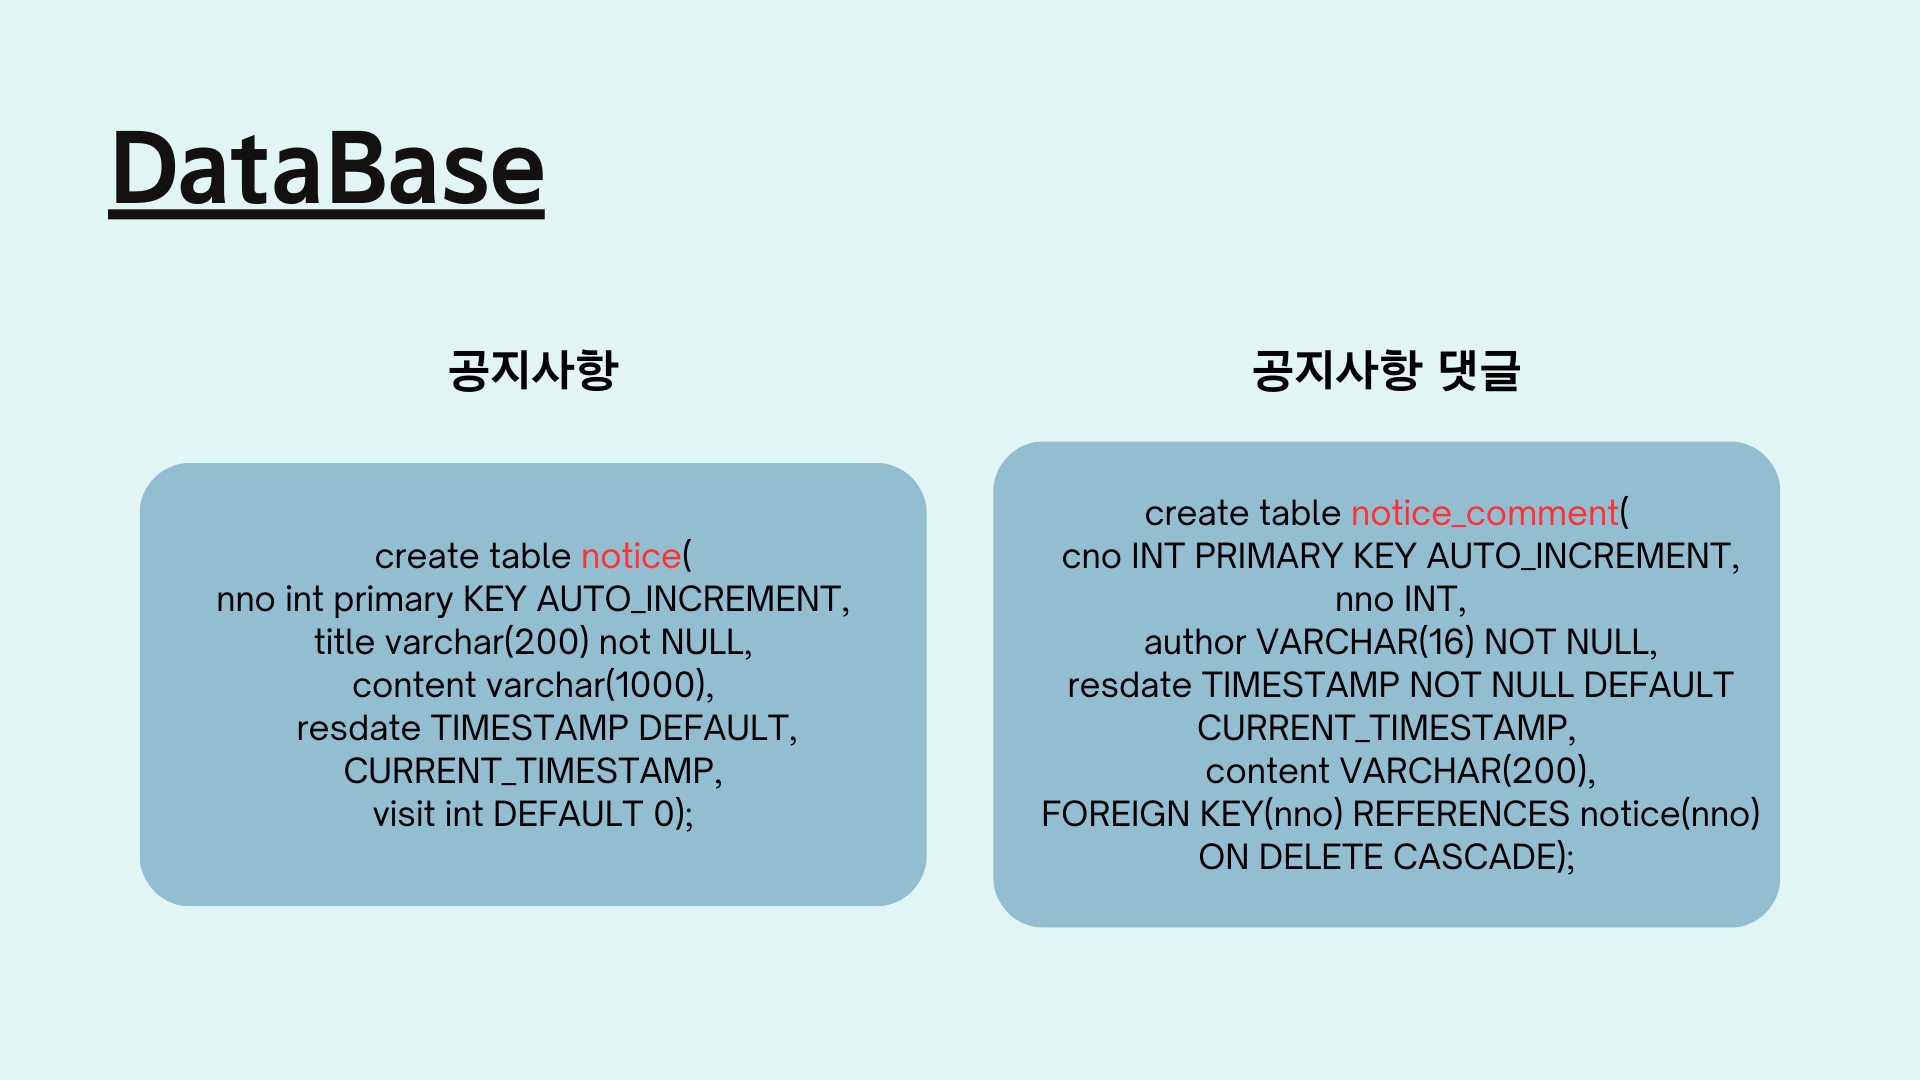 DataBase
공지사항
create table notice(
nno int primary KEY AUTO_INCREMENT,
title varchar(200) not NULL,
content varchar(1000),
resdate TIMESTAMP DEFAULT,
CURRENT_TIMESTAMP,
visit int DEFAULT 0);
공지사항 댓글
create table notice_comment(
cno INT PRIMARY KEY AUTO_INCREMENT,
nno INT,
author VARCHAR(16) NOT NULL,
resdate TIMESTAMP NOT NULL DEFAULT
CURRENT_TIMESTAMP,
content VARCHAR(200),
FOREIGN KEY(nno) REFERENCES notice(nno)
ON DELETE CASCADE);